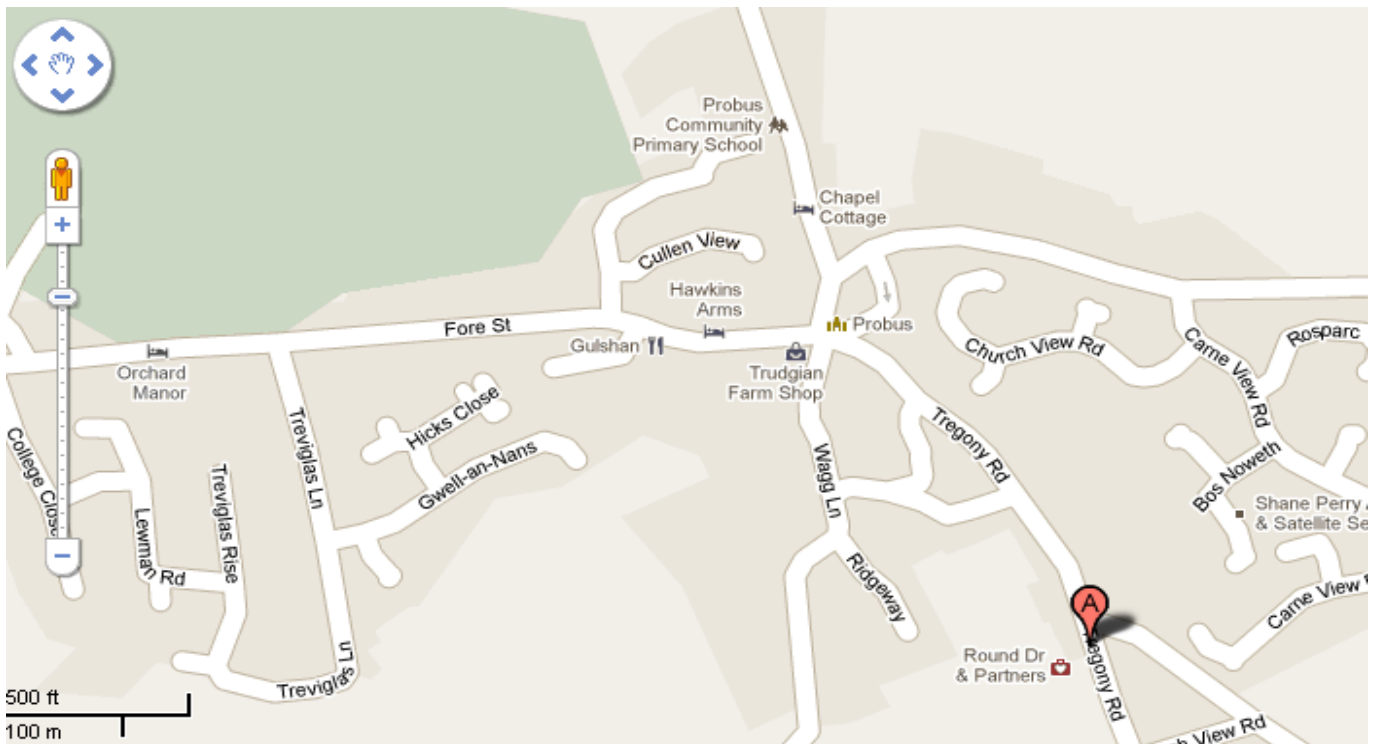 Probus
Community
Primary School
Chapel
Cottage
Cullen View
Hawkins
Arms
Fore St
Gulshan
Probus
Trudgian
Farm Shop
Church View Rd
Carne View Rd
Rosparc
Orchard
Manor
College Close
Lewman Rd
Treviglas Rise
Treviglas Ln
Hicks Close
Gwell-an-Nans
Wagg Ln
Tregony Rd
Bos Noweth
Shane Perry
& Satellite Se
Ridgeway
Carne View
A
Round Dr
& Partners
Tregony Rd
Treviglas Ln
View Rd
500 ft
100 m